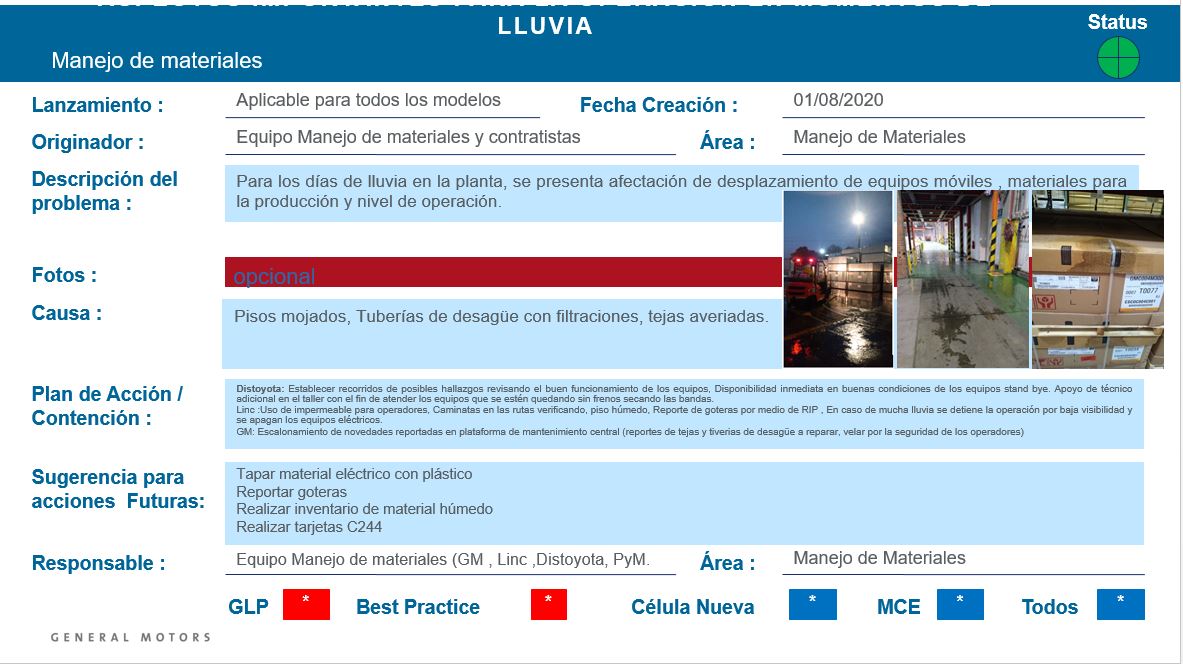 ASPECTOS IMPORTANTES PARA LA OPERACIÓN EN MOMENTOS DE
LLUVIA
Status
Manejo de materiales
Lanzamiento : Aplicable para todos los modelos Fecha Creación : 01/08/2020
Originador : Equipo Manejo de materiales y contratistas Área : Manejo de Materiales
Descripción del
problema :
Para los días de lluvia en la planta, se presenta afectación de desplazamiento de equipos móviles , materiales para
la producción y nivel de operación.
Fotos : opcional
Causa : Pisos mojados, Tuberías de desagüe con filtraciones, tejas averiadas.
T0077
Plan de Acción /
Contención :
Distoyota: Establecer recorridos de posibles hallazgos revisando el buen funcionamiento de los equipos, Disponibilidad inmediata en buenas condiciones de los equipos stand bye. Apoyo de técnico
adicional en el taller con el fin de atender los equipos que se estén quedando sin frenos secando las bandas.
Linc :Uso de impermeable para operadores, Caminatas en las rutas verificando, piso húmedo, Reporte de goteras por medio de RIP , En caso de mucha lluvia se detiene la operación por baja visibilidad y
se apagan los equipos eléctricos.
GM: Escalonamiento de novedades reportadas en plataforma de mantenimiento central (reportes de tejas y tiverias de desagüe a reparar, velar por la seguridad de los operadores)
Sugerencia para
acciones Futuras:
Tapar material eléctrico con plástico
Reportar goteras
Realizar inventario de material húmedo
Realizar tarjetas C244
Responsable : Equipo Manejo de materiales (GM , Linc ,Distoyota, PyM. Área : Manejo de Materiales
GLP * Best Practice * Célula Nueva * MCE * Todos *
GENERAL MOTORS